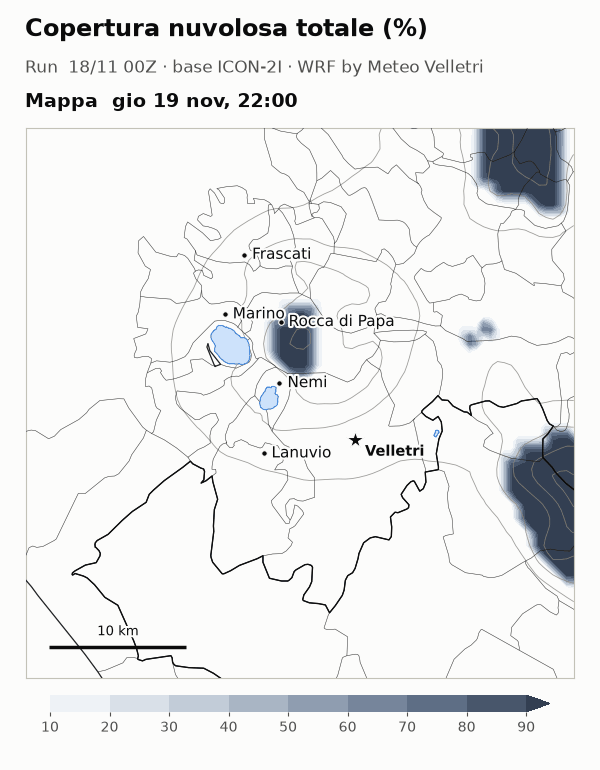 Copertura nuvolosa totale (%)
Run  18/11 00Z · base ICON-2I · WRF by Meteo Velletri
Mappa  gio 19 nov, 22:00
Frascati
Marino
Rocca di Papa
Nemi
Velletri
Lanuvio
10 km
10 20 30 40 50 60 70 80 90